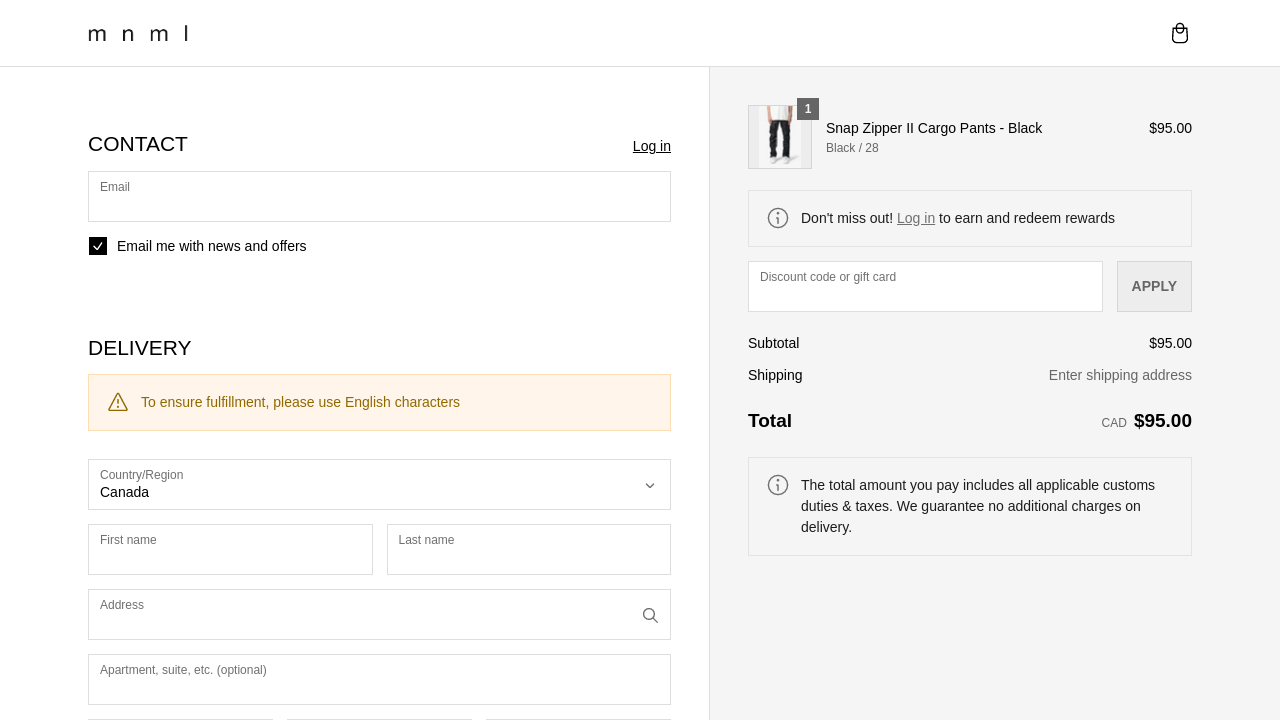 mnml
CONTACT
Log in
Email
Email me with news and offers
DELIVERY
To ensure fulfillment, please use English characters
Country/Region
Canada
First name
Last name
Address
Apartment, suite, etc. (optional)
1
Snap Zipper II Cargo Pants - Black
$95.00
Black / 28
Don't miss out! Log in to earn and redeem rewards
Discount code or gift card
APPLY
Subtotal
$95.00
Shipping
Enter shipping address
Total
CAD $95.00
The total amount you pay includes all applicable customs
duties & taxes. We guarantee no additional charges on
delivery.